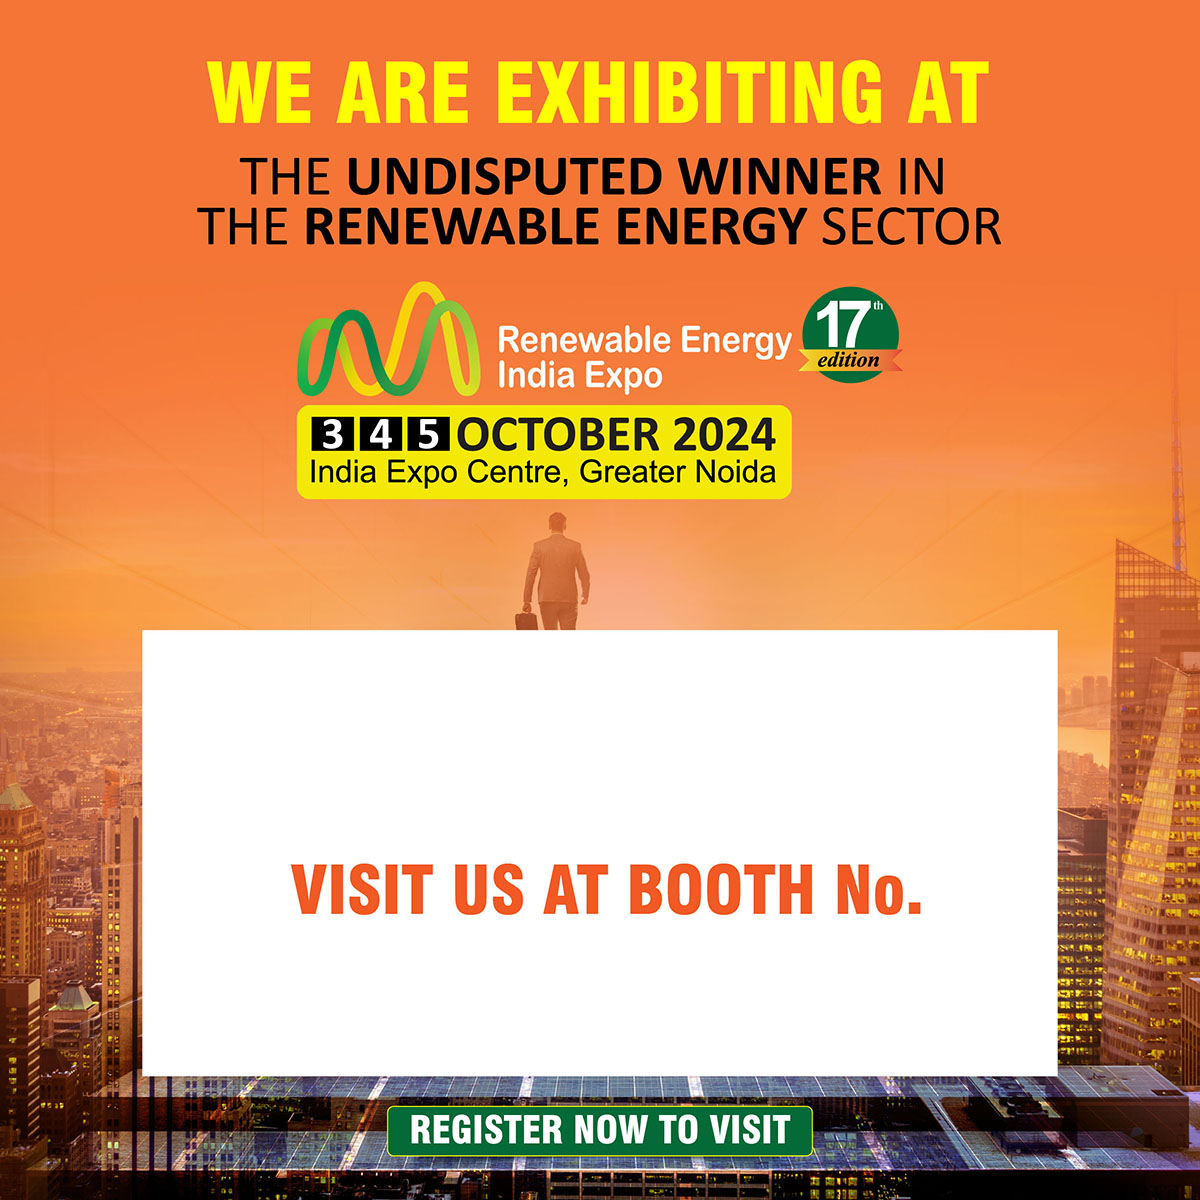 WE ARE EXHIBITING AT
THE UNDISPUTED WINNER IN
THE RENEWABLE ENERGY SECTOR
Renewable Energy
India Expo
17th
edition
3 4 5 OCTOBER 2024
India Expo Centre, Greater Noida
VISIT US AT BOOTH No.
REGISTER NOW TO VISIT